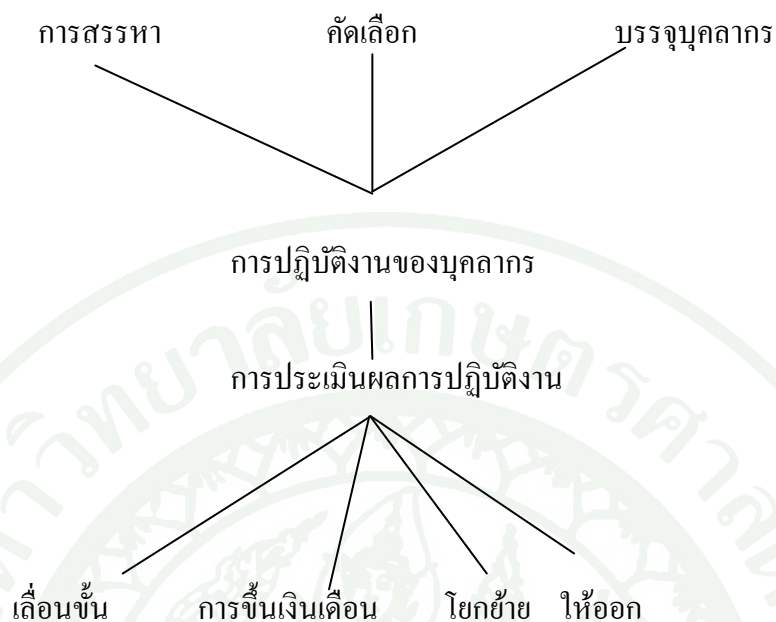 การสรรหา คัดเลือก บรรจุบุคลากร
การปฏิบัติงานของบุคลากร
การประเมินผลการปฏิบัติงาน
เลื่อนขั้น การขึ้นเงินเดือน โยกย้าย ให้ออก